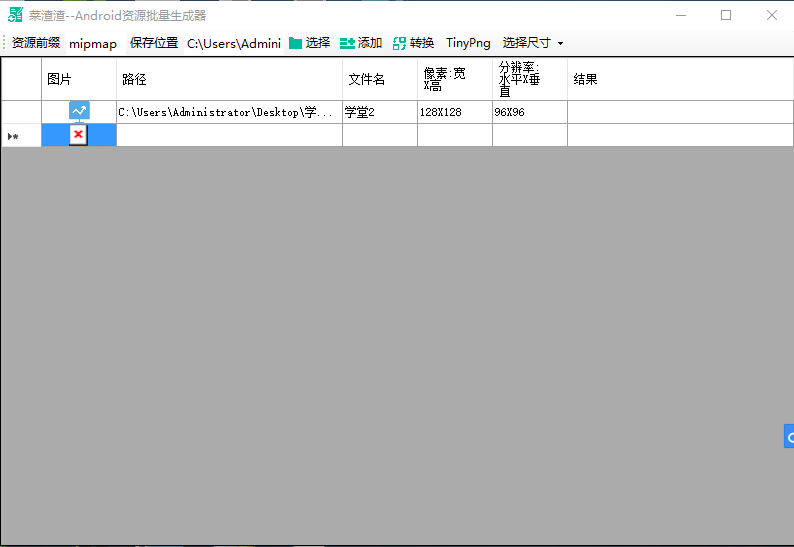 菜渣渣--Android资源批量生成器
资源前缀 mipmap 保存位置 C:\Users\Admini 选择 添加 转换 TinyPng 选择尺寸
图片 路径 文件名 像素:宽X高 分辨率:水平X垂直 结果
C:\Users\Administrator\Desktop\学... 学堂2 128X128 96X96